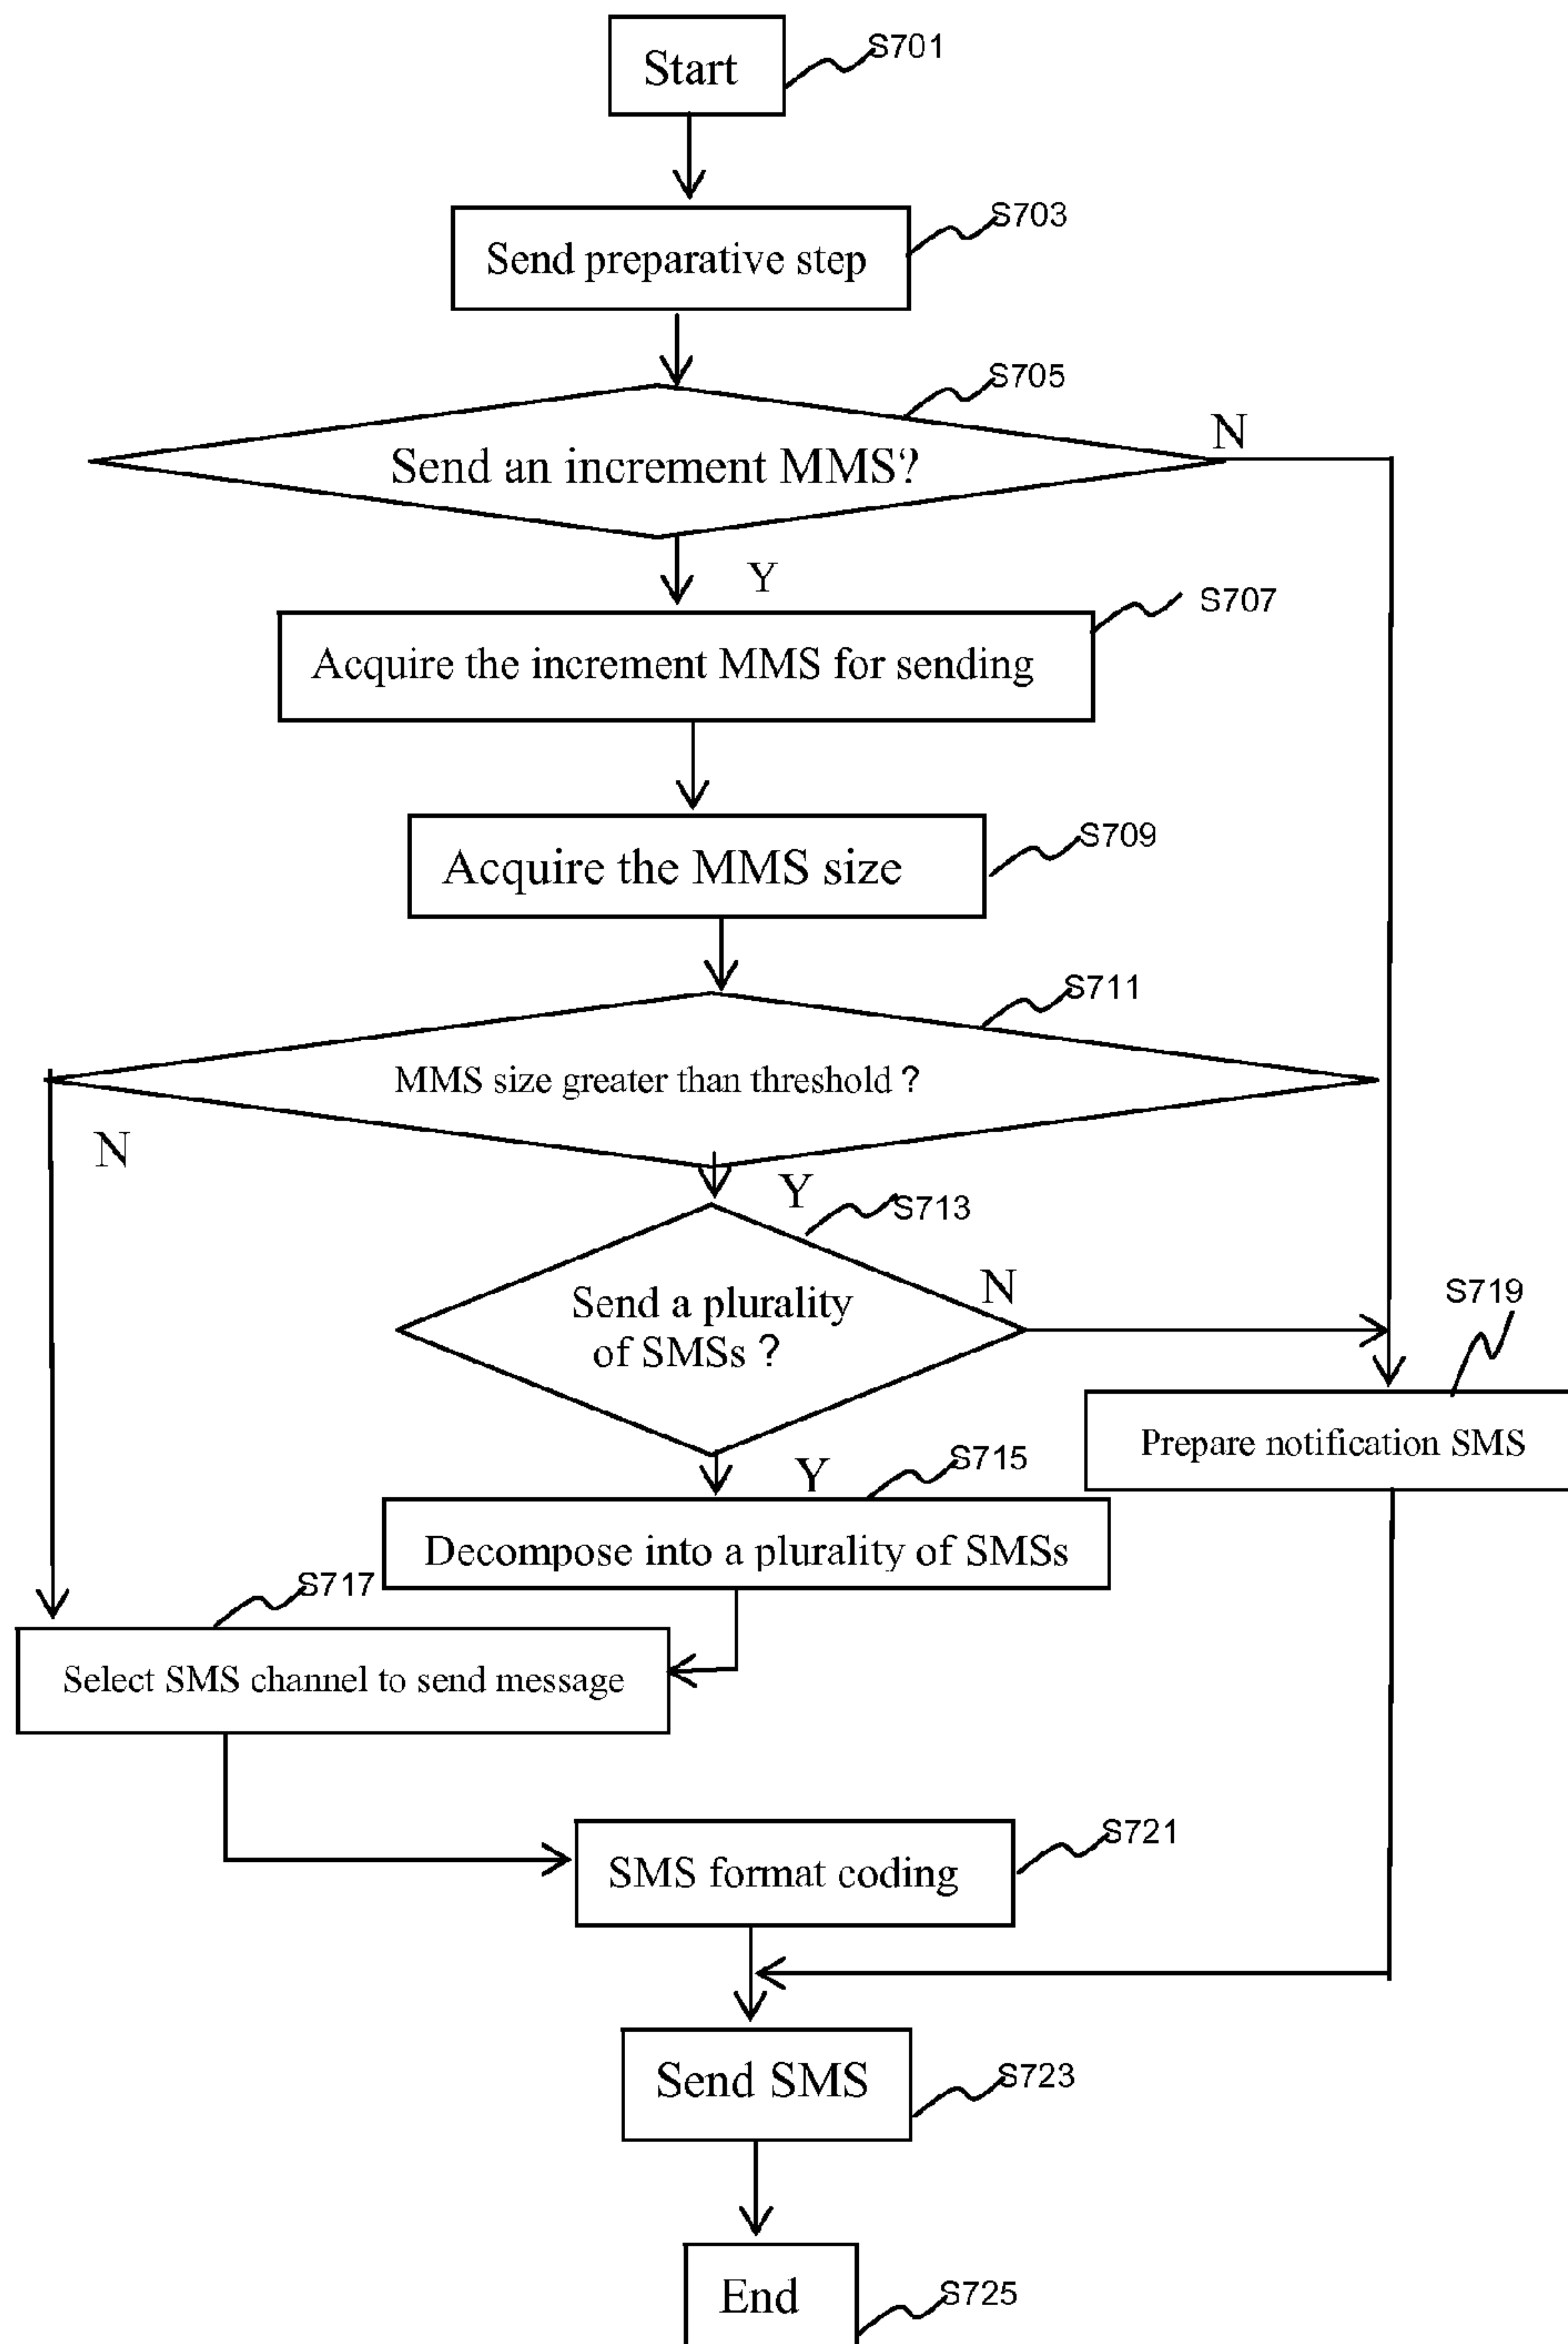 Start
S701
Send preparative step
S703
S705
Send an increment MMS?
N
Y
S707
Acquire the increment MMS for sending
S709
Acquire the MMS size
S711
MMS size greater than threshold ?
N
Y
S713
Send a plurality
of SMSs ?
N
S719
Prepare notification SMS
Y
S715
Decompose into a plurality of SMSs
S717
Select SMS channel to send message
S721
SMS format coding
Send SMS
S723
End
S725